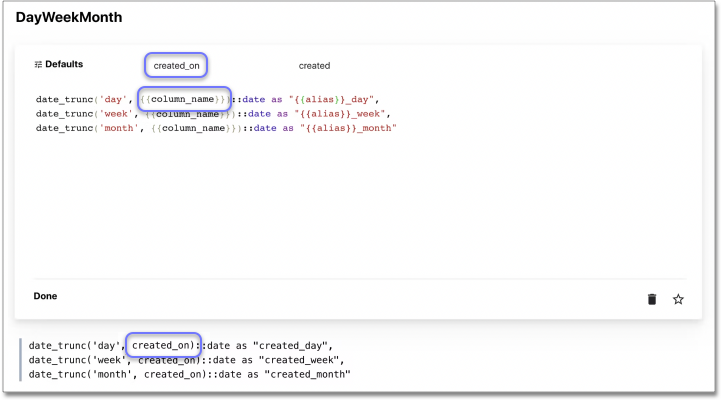 DayWeekMonth
Defaults created_on created
date_trunc('day', {{column_name}})::date as "{{alias}}_day",
date_trunc('week', {{column_name}})::date as "{{alias}}_week",
date_trunc('month', {{column_name}})::date as "{{alias}}_month"
Done
date_trunc('day', created_on)::date as "created_day",
date_trunc('week', created_on)::date as "created_week",
date_trunc('month', created_on)::date as "created_month"